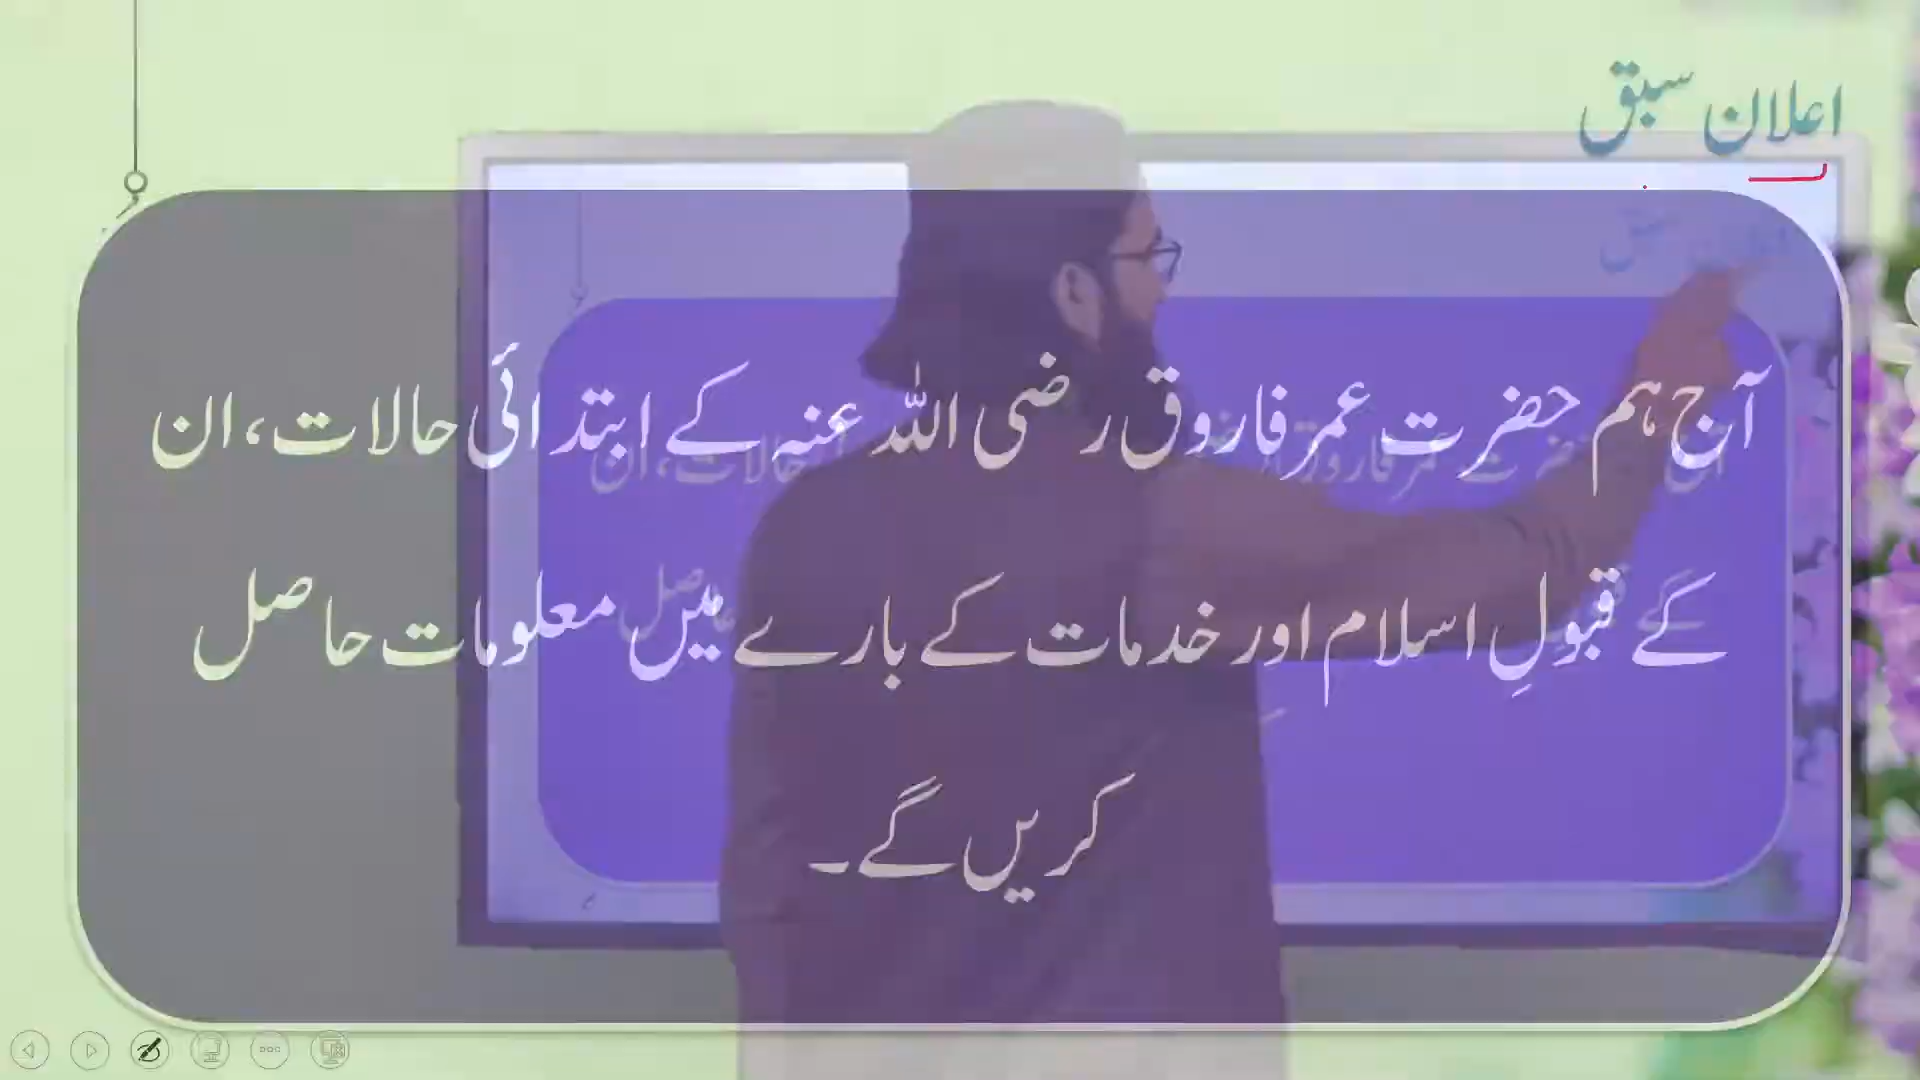 اعلان سبق
آج ہم حضرت عمر فاروق رضی اللہ عنہ کے ابتدائی حالات، ان
کے قبولِ اسلام اور خدمات کے بارے میں معلومات حاصل
کریں گے۔